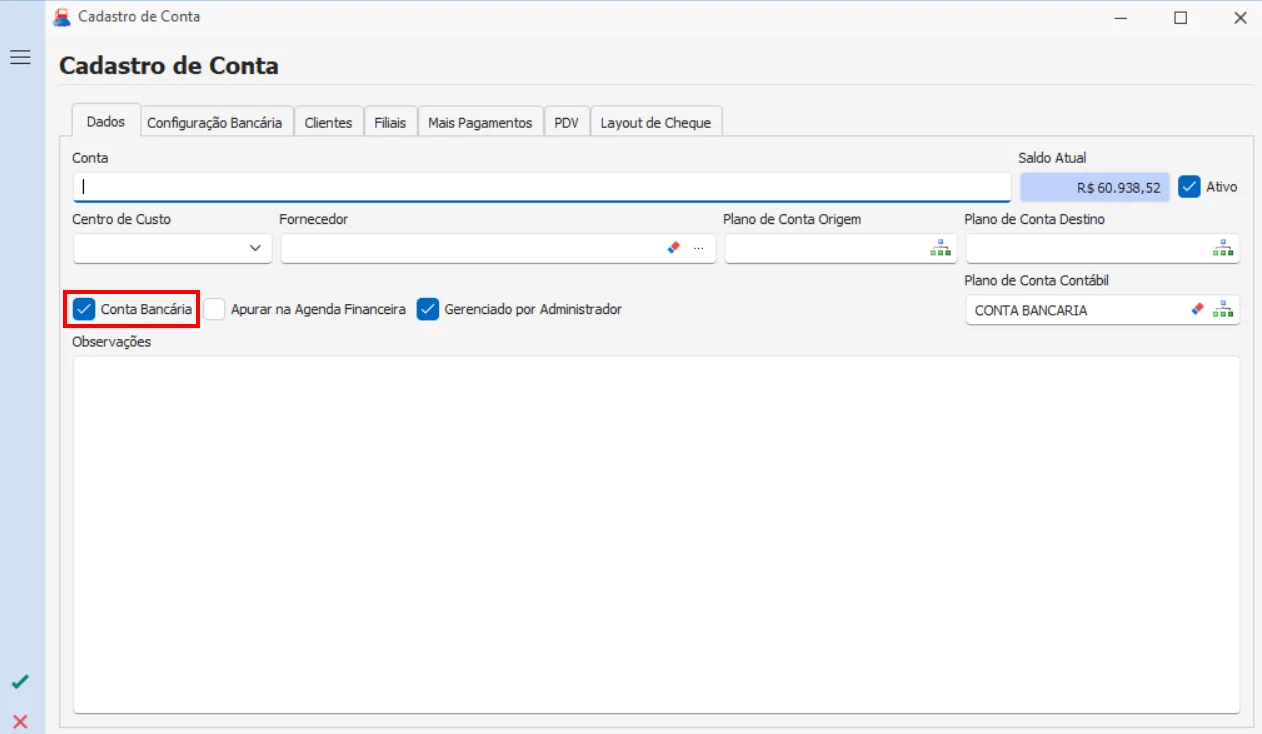 Cadastro de Conta
Cadastro de Conta
Dados Configuração Bancária Clientes Filiais Mais Pagamentos PDV Layout de Cheque
Conta Saldo Atual
R$ 60.938,52 Ativo
Centro de Custo Fornecedor Plano de Conta Origem Plano de Conta Destino
...
Plano de Conta Contábil
Conta Bancária Apurar na Agenda Financeira Gerenciado por Administrador CONTA BANCARIA
Observações